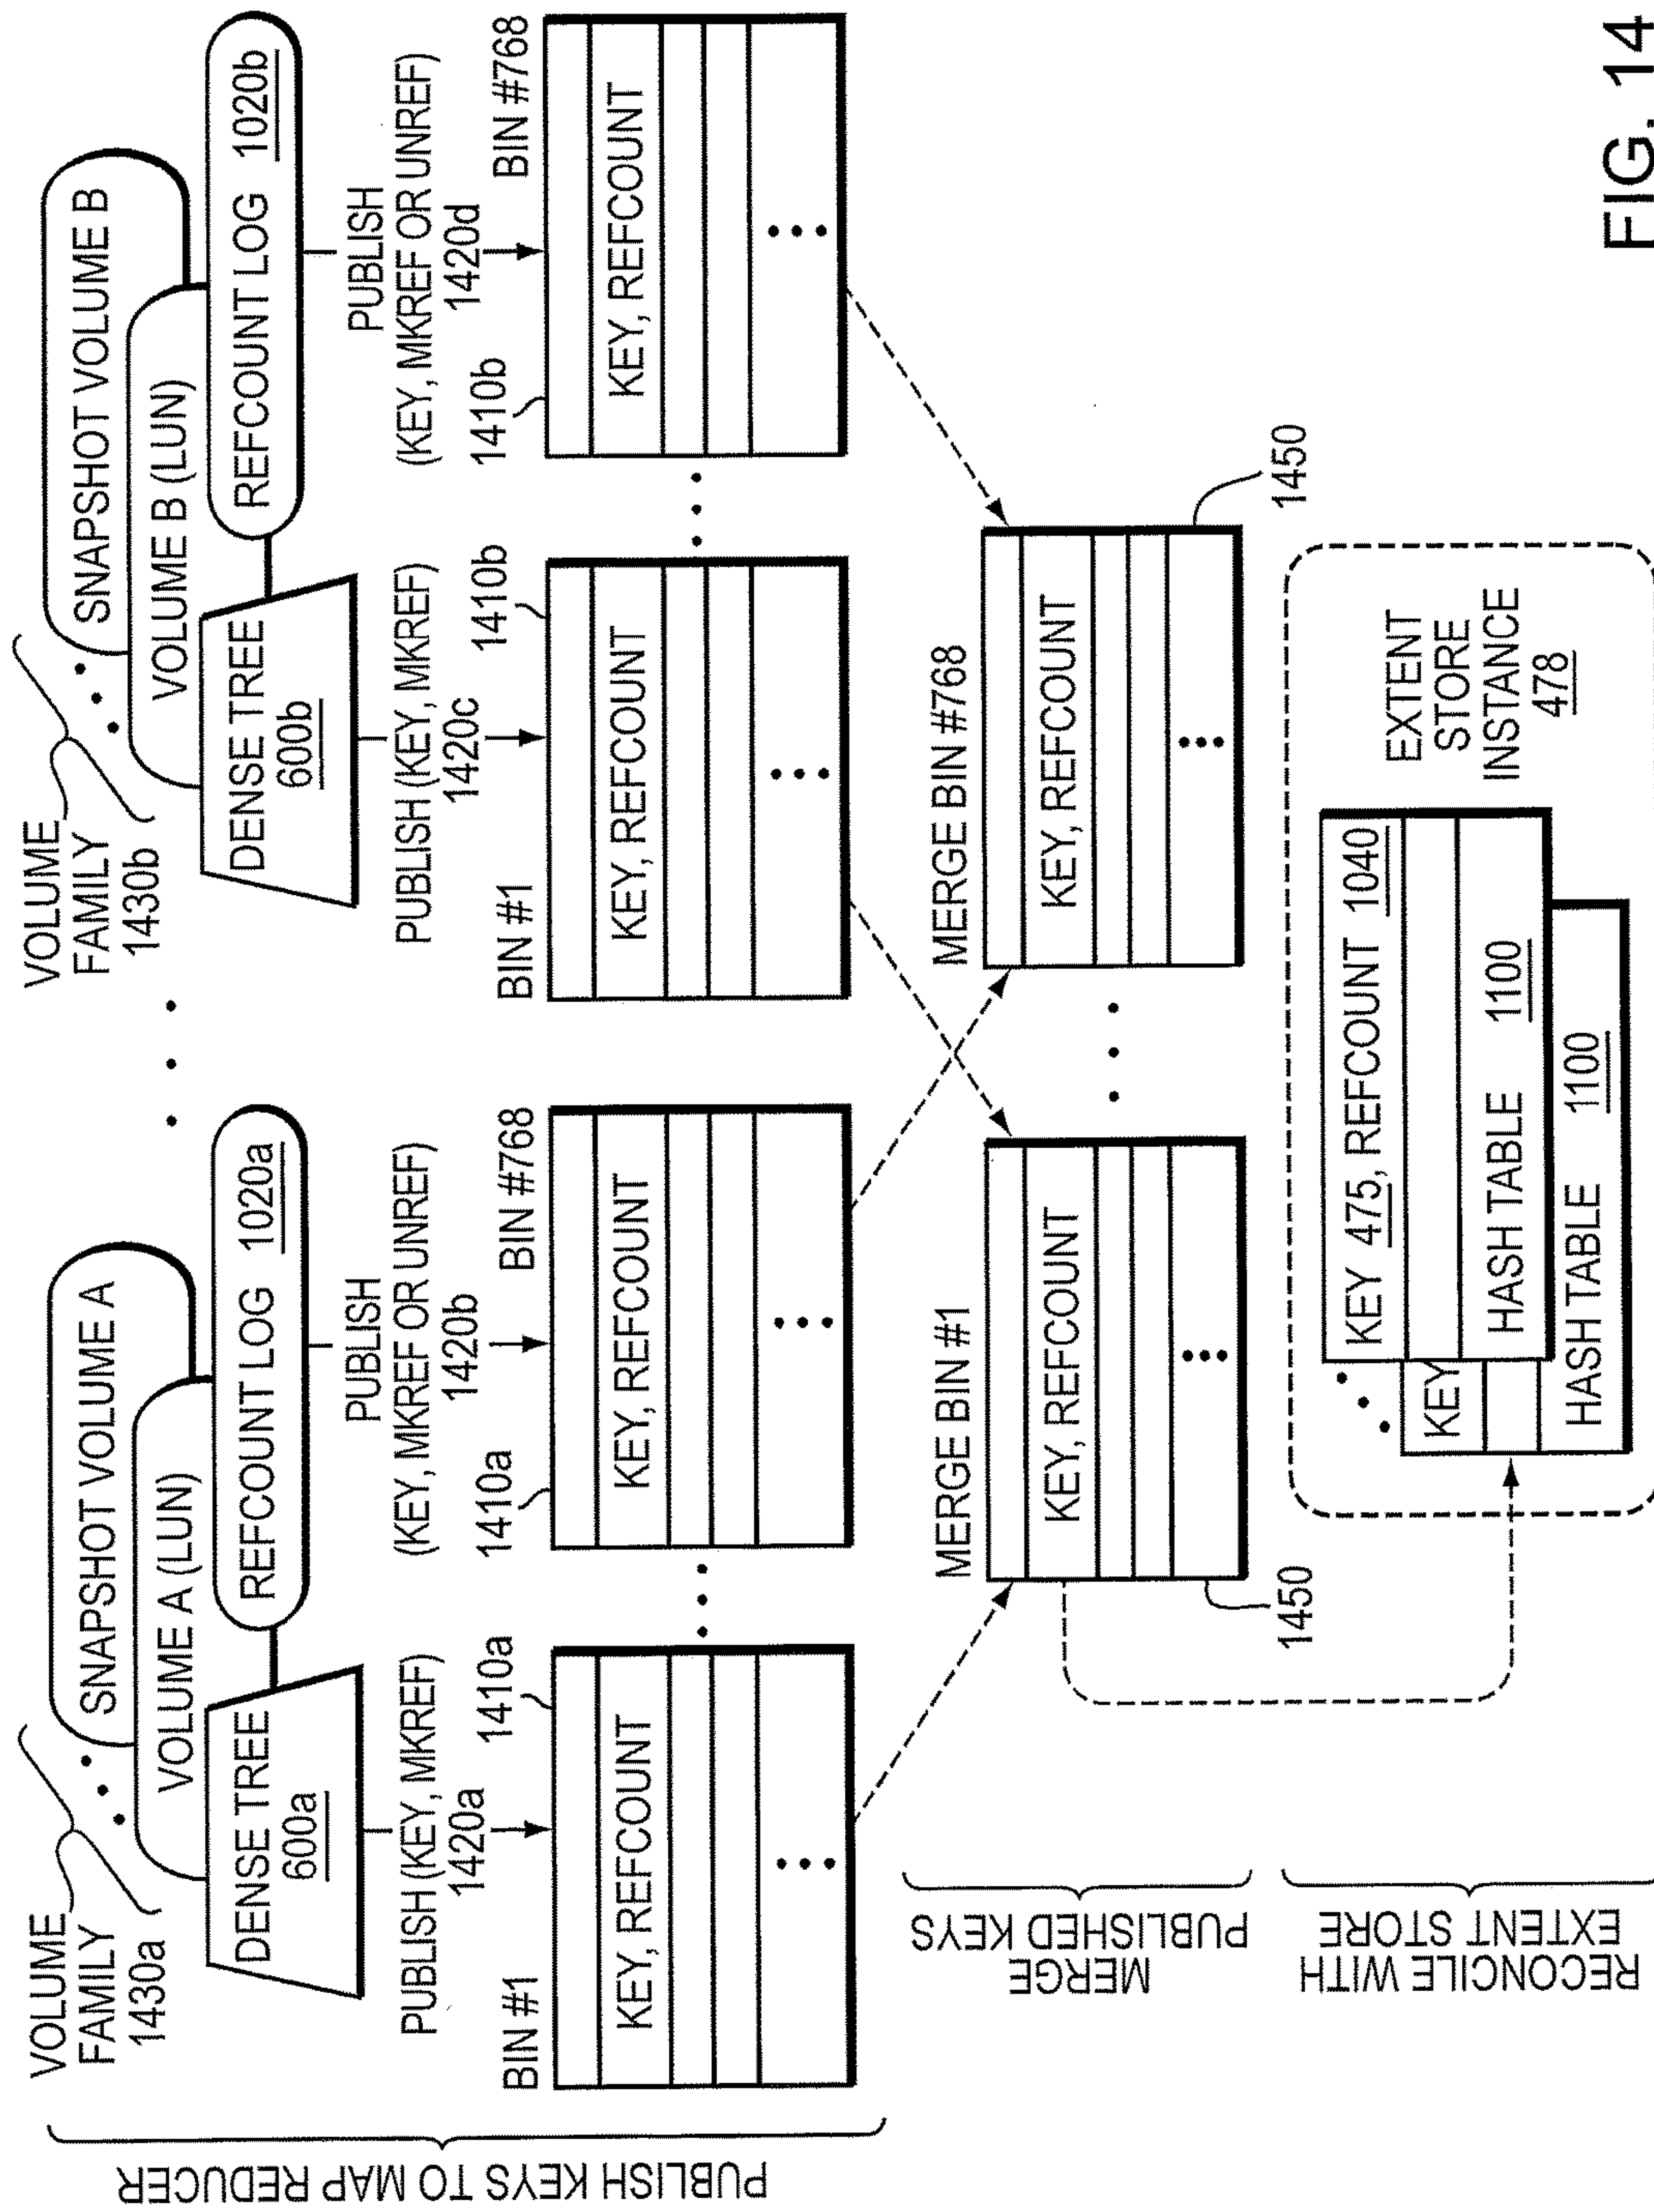 VOLUME
FAMILY
1430a
SNAPSHOT VOLUME A
VOLUME A (LUN)
DENSE TREE
600a
REFCOUNT LOG 1020a
VOLUME
FAMILY
1430b
SNAPSHOT VOLUME B
VOLUME B (LUN)
DENSE TREE
600b
REFCOUNT LOG 1020b
PUBLISH KEYS TO MAP REDUCER
PUBLISH (KEY, MKREF)
1420a
PUBLISH
(KEY, MKREF OR UNREF)
1420b
PUBLISH (KEY, MKREF)
1420c
PUBLISH
(KEY, MKREF OR UNREF)
1420d
BIN #1
1410a
KEY, REFCOUNT
1410a
BIN #768
KEY, REFCOUNT
BIN #1
1410b
KEY, REFCOUNT
1410b
BIN #768
KEY, REFCOUNT
MERGE
PUBLISHED KEYS
MERGE BIN #1
KEY, REFCOUNT
1450
MERGE BIN #768
KEY, REFCOUNT
1450
RECONCILE WITH
EXTENT STORE
KEY 475, REFCOUNT 1040
KEY
HASH TABLE 1100
HASH TABLE 1100
EXTENT
STORE
INSTANCE
478
FIG. 14